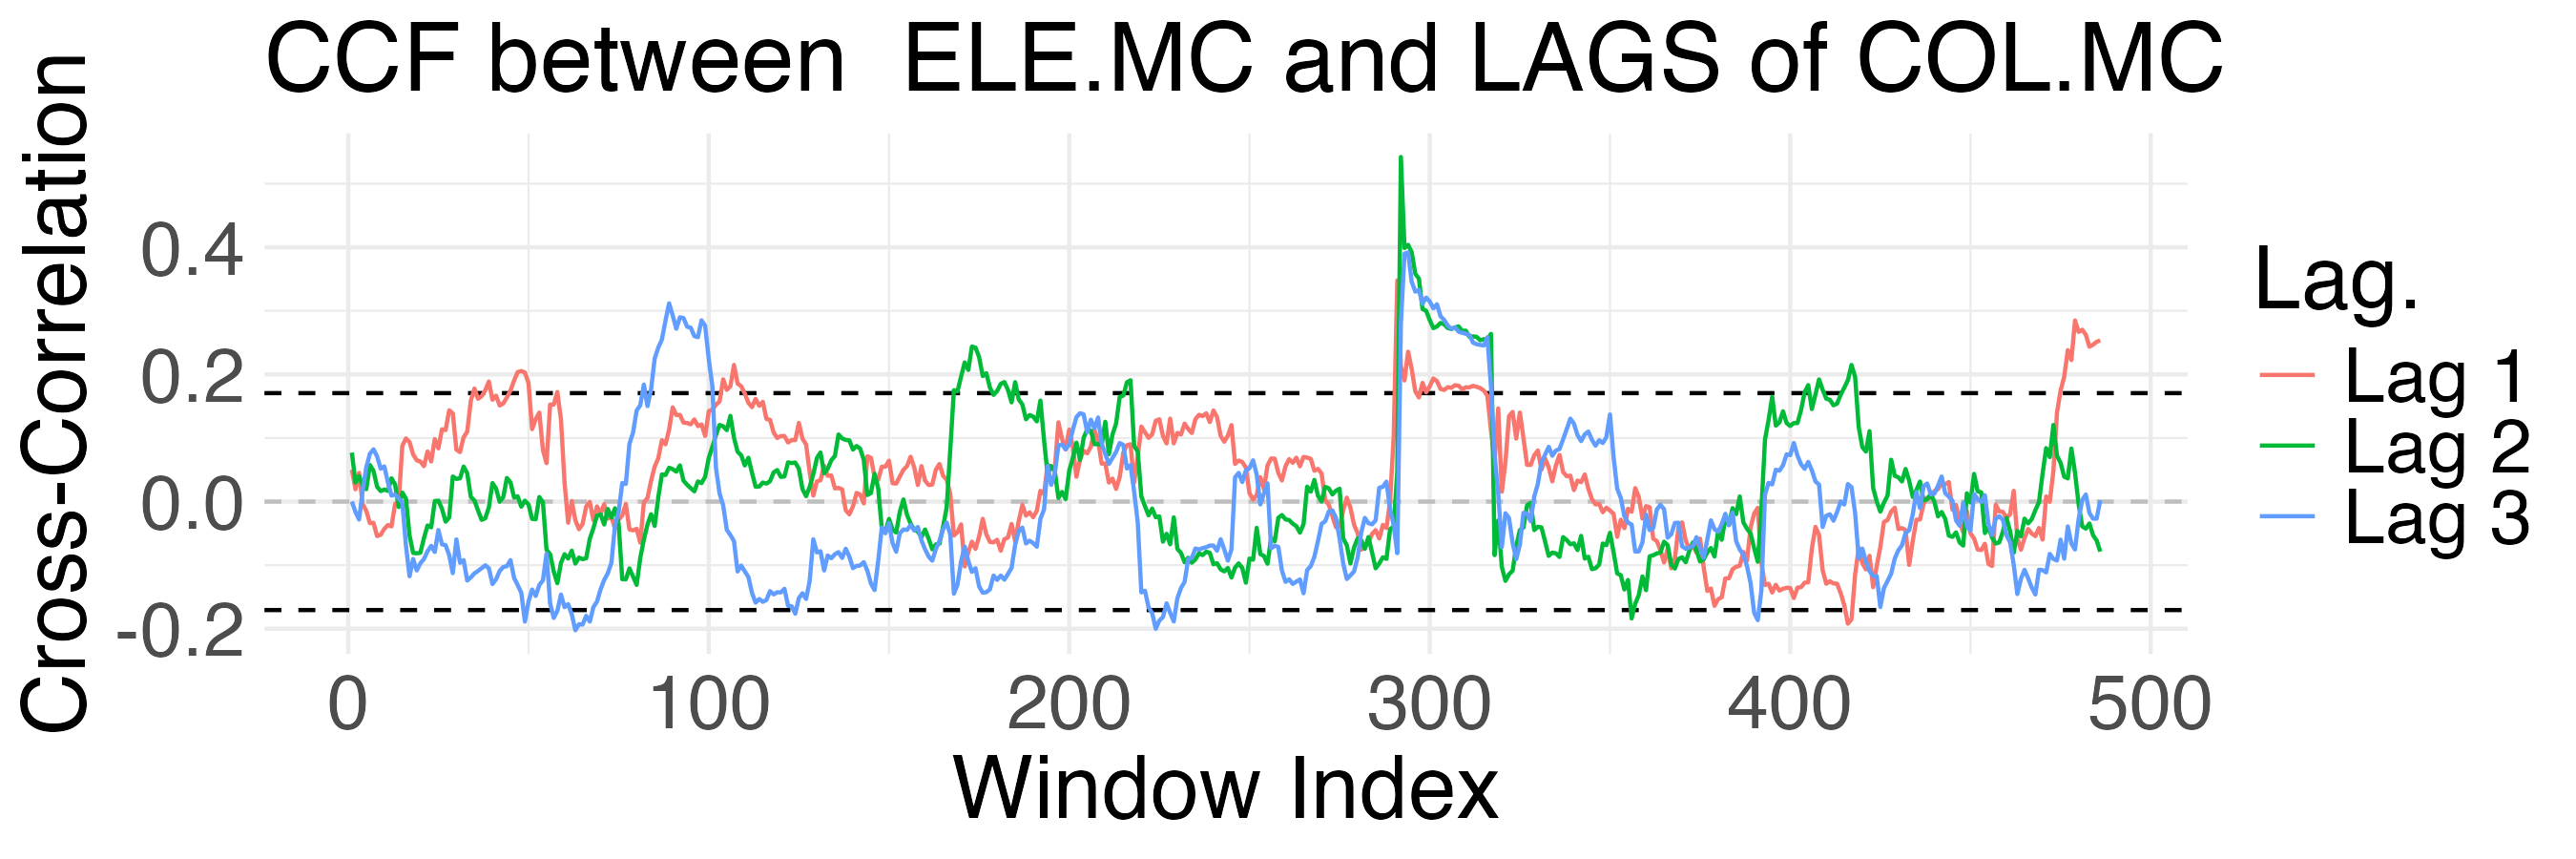 CCF between  ELE.MC and LAGS of COL.MC
Cross-Correlation
0.4
0.2
0.0
-0.2
0 100 200 300 400 500
Window Index
Lag.
Lag 1
Lag 2
Lag 3